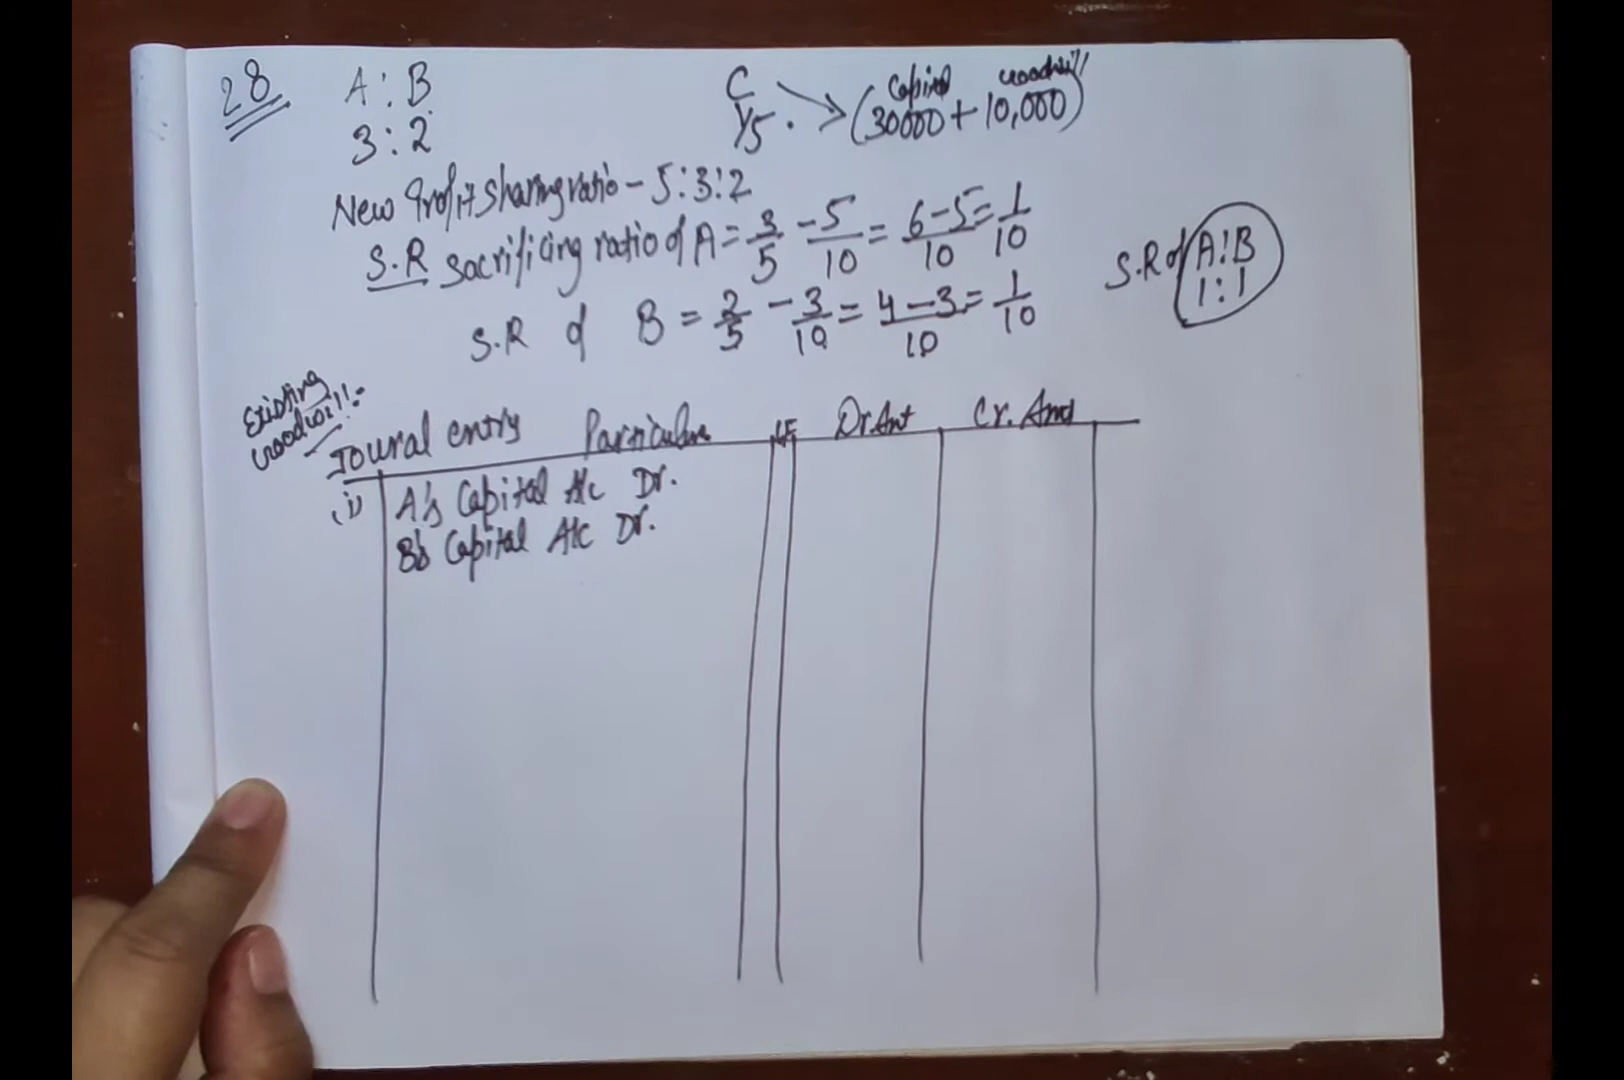 28
A : B
3 : 2
C
1/5. → (30000 + 10,000)
Capital Goodwill
New Profit sharing ratio - 5:3:2
S.R Sacrificing ratio of A = 3/5 - 5/10 = 6-5/10 = 1/10
S.R of B = 2/5 - 3/10 = 4-3/10 = 1/10
S.R of A:B
1:1
Existing
Goodwill:-
Joural entry Particulars LF Dr. Amt Cr. Amt
(i) A's Capital A/c Dr.
B's Capital A/c Dr.